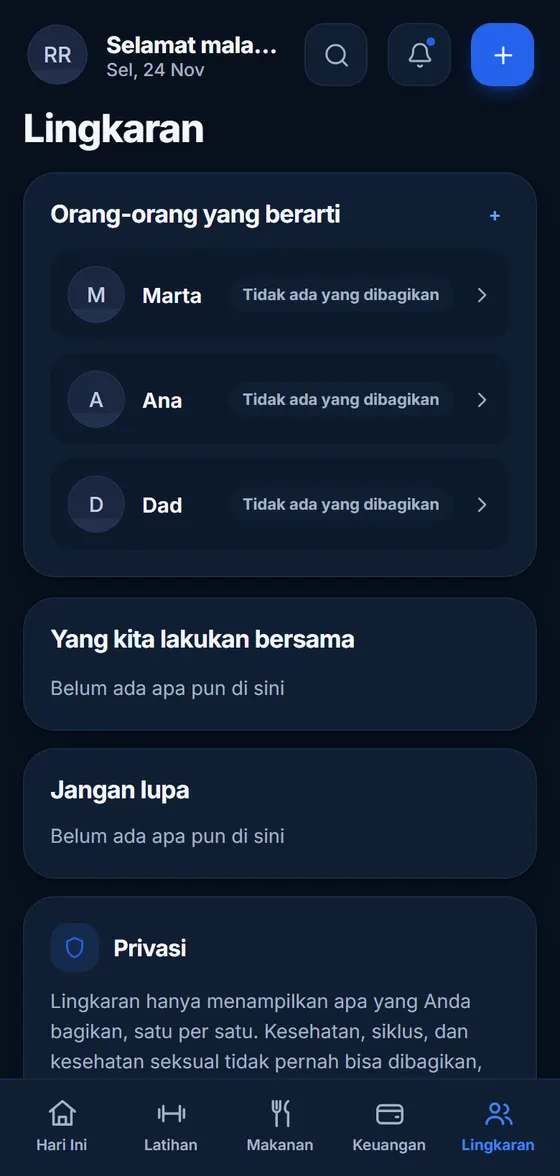 RR
Selamat mala...
Sel, 24 Nov
+
Lingkaran
Orang-orang yang berarti
+
M
Marta
Tidak ada yang dibagikan
A
Ana
Tidak ada yang dibagikan
D
Dad
Tidak ada yang dibagikan
Yang kita lakukan bersama
Belum ada apa pun di sini
Jangan lupa
Belum ada apa pun di sini
Privasi
Lingkaran hanya menampilkan apa yang Anda
bagikan, satu per satu. Kesehatan, siklus, dan
kesehatan seksual tidak pernah bisa dibagikan,
Hari Ini
Latihan
Makanan
Keuangan
Lingkaran